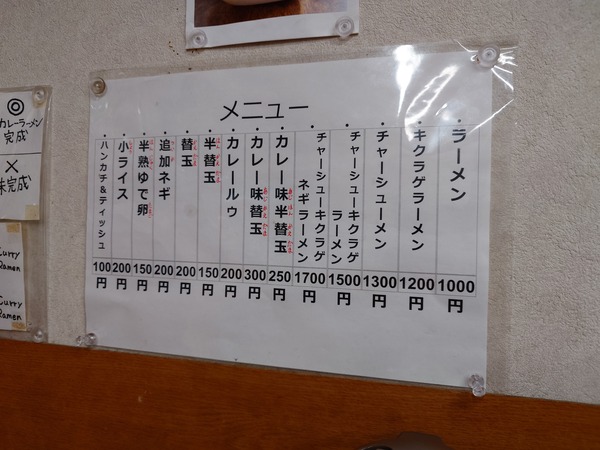 メニュー
・ラーメン 1000円
・キクラゲラーメン 1200円
・チャーシューメン 1300円
・チャーシューキクラゲ
ラーメン 1500円
・チャーシューキクラゲ
ネギラーメン 1700円
・カレー味半替玉 250円
・カレー味替玉 300円
・カレールゥ 200円
・半替玉 150円
・替玉 200円
・追加ネギ 200円
・半熟ゆで卵 150円
・小ライス 200円
・ハンカチ&ティッシュ 100円
◎
カレーラーメン
完成
×
味完成
Curry
Ramen
Curry
Ramen